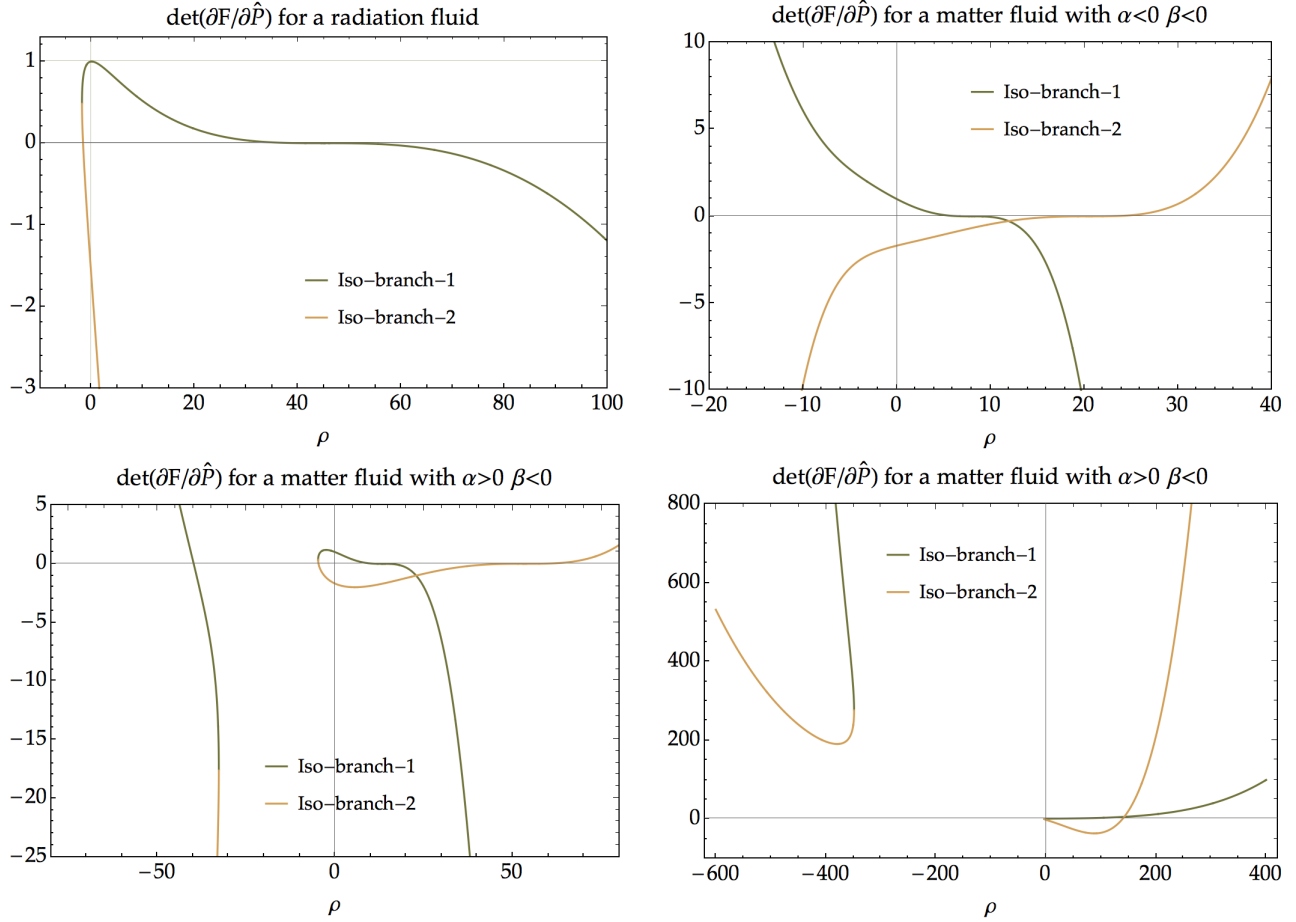 det(∂F/∂P̂) for a radiation fluid
1
0
−1
−2
−3
Iso−branch−1
Iso−branch−2
0 20 40 60 80 100
ρ
det(∂F/∂P̂) for a matter fluid with α<0 β<0
10
5
0
−5
−10
Iso−branch−1
Iso−branch−2
−20 −10 0 10 20 30 40
ρ
det(∂F/∂P̂) for a matter fluid with α>0 β<0
5
0
−5
−10
−15
−20
−25
Iso−branch−1
Iso−branch−2
−50 0 50
ρ
det(∂F/∂P̂) for a matter fluid with α>0 β<0
800
600
400
200
0
Iso−branch−1
Iso−branch−2
−600 −400 −200 0 200 400
ρ